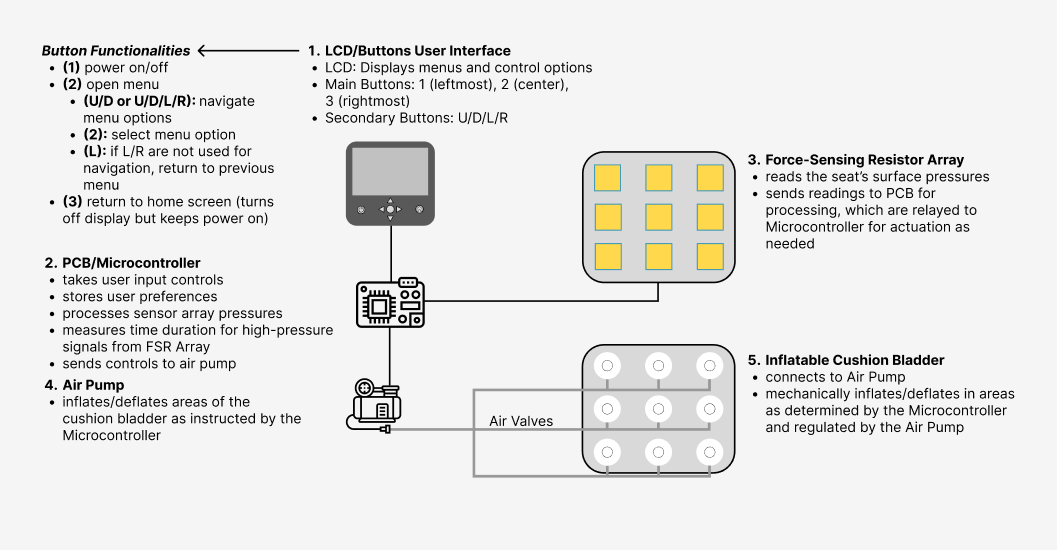 Button Functionalities
• (1) power on/off
• (2) open menu
• (U/D or U/D/L/R): navigate
menu options
• (2): select menu option
• (L): if L/R are not used for
navigation, return to previous
menu
• (3) return to home screen (turns
off display but keeps power on)
1. LCD/Buttons User Interface
• LCD: Displays menus and control options
• Main Buttons: 1 (leftmost), 2 (center),
3 (rightmost)
• Secondary Buttons: U/D/L/R
2. PCB/Microcontroller
• takes user input controls
• stores user preferences
• processes sensor array pressures
• measures time duration for high-pressure
signals from FSR Array
• sends controls to air pump
3. Force-Sensing Resistor Array
• reads the seat's surface pressures
• sends readings to PCB for
processing, which are relayed to
Microcontroller for actuation as
needed
4. Air Pump
• inflates/deflates areas of the
cushion bladder as instructed by the
Microcontroller
Air Valves
5. Inflatable Cushion Bladder
• connects to Air Pump
• mechanically inflates/deflates in areas
as determined by the Microcontroller
and regulated by the Air Pump